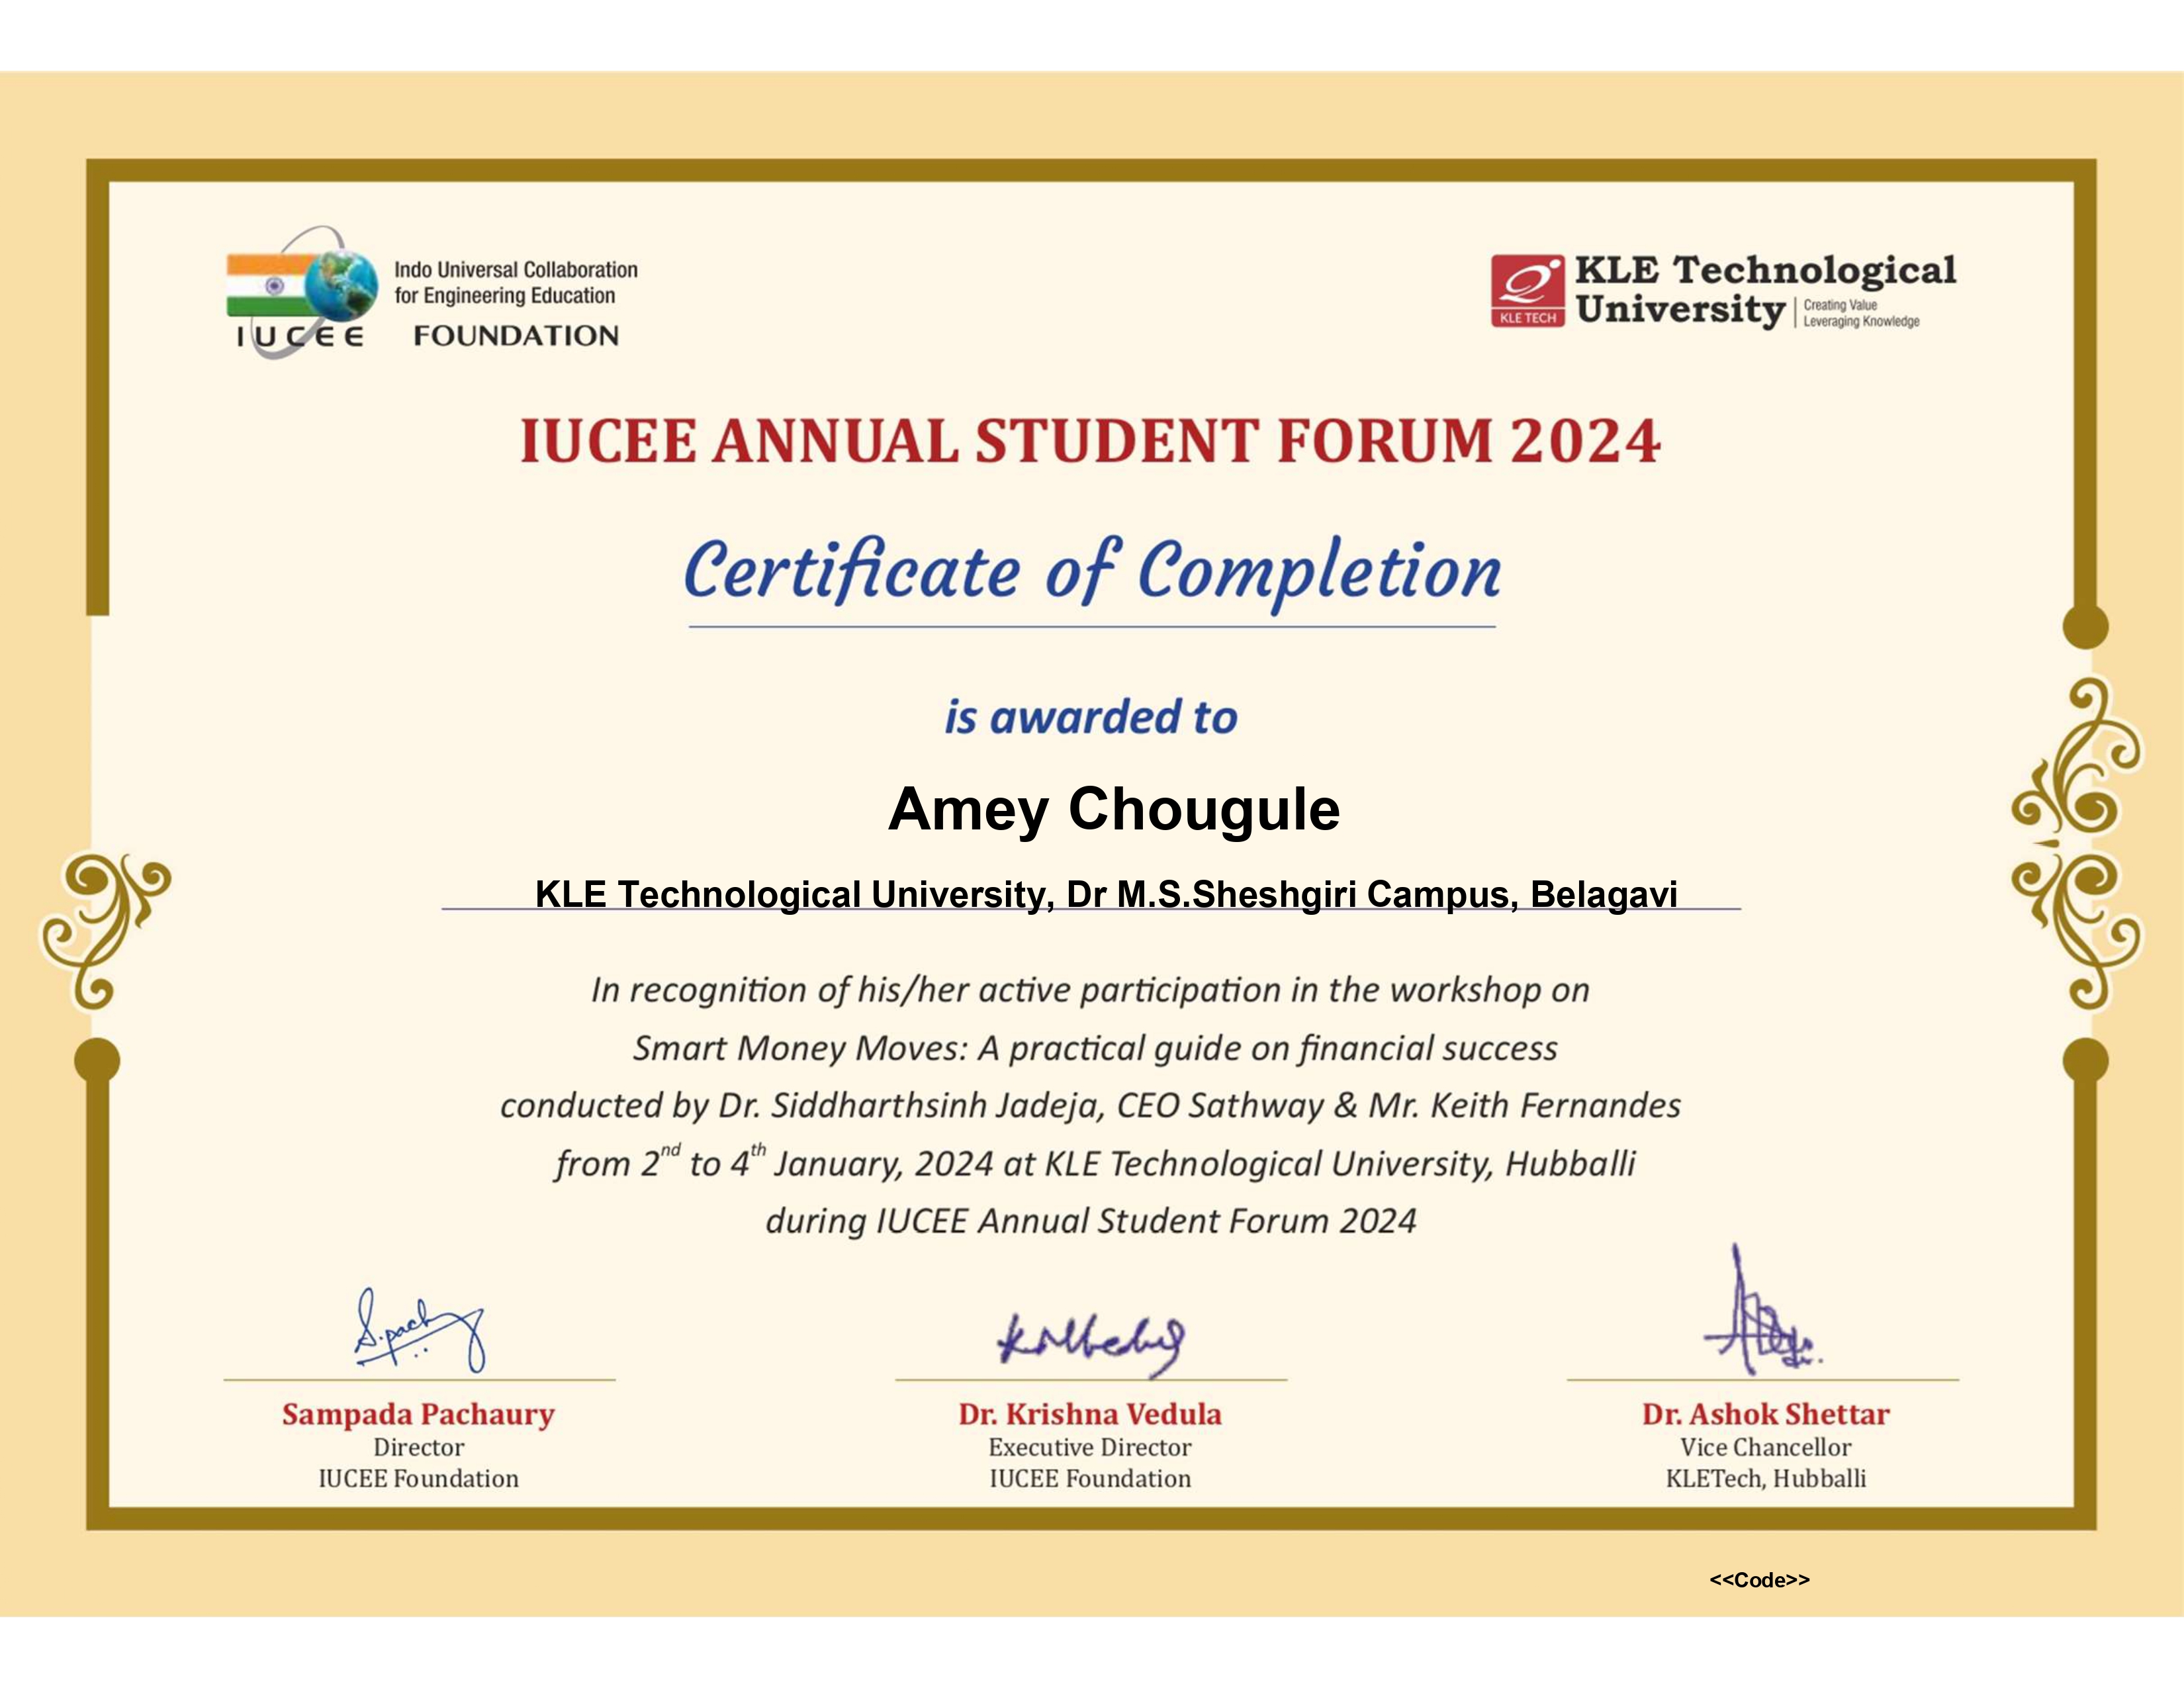 Indo Universal Collaboration
for Engineering Education
IUCEE FOUNDATION
KLE Technological
University
Creating Value
Leveraging Knowledge
KLE TECH
IUCEE ANNUAL STUDENT FORUM 2024
Certificate of Completion
is awarded to
Amey Chougule
KLE Technological University, Dr M.S.Sheshgiri Campus, Belagavi
In recognition of his/her active participation in the workshop on
Smart Money Moves: A practical guide on financial success
conducted by Dr. Siddharthsinh Jadeja, CEO Sathway & Mr. Keith Fernandes
from 2nd to 4th January, 2024 at KLE Technological University, Hubballi
during IUCEE Annual Student Forum 2024
Sampada Pachaury
Director
IUCEE Foundation
Dr. Krishna Vedula
Executive Director
IUCEE Foundation
Dr. Ashok Shettar
Vice Chancellor
KLETech, Hubballi
<<Code>>